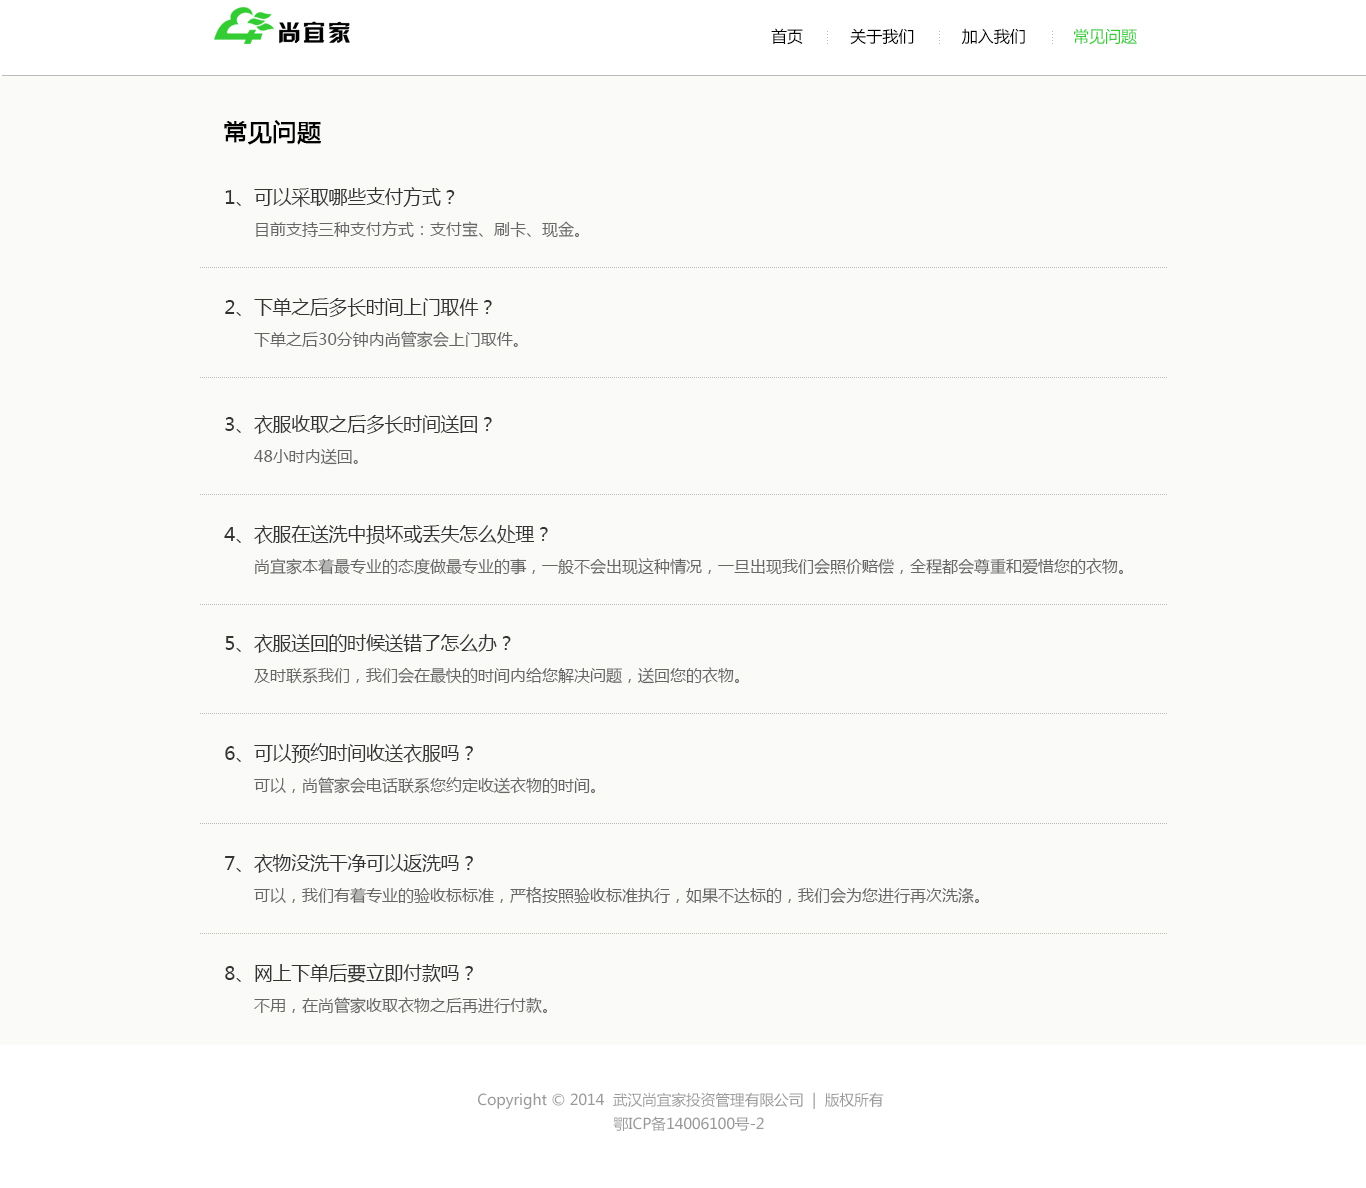 尚宜家
首页 关于我们 加入我们 常见问题
常见问题
1、可以采取哪些支付方式？
目前支持三种支付方式：支付宝、刷卡、现金。
2、下单之后多长时间上门取件？
下单之后30分钟内尚管家会上门取件。
3、衣服收取之后多长时间送回？
48小时内送回。
4、衣服在送洗中损坏或丢失怎么处理？
尚宜家本着最专业的态度做最专业的事，一般不会出现这种情况，一旦出现我们会照价赔偿，全程都会尊重和爱惜您的衣物。
5、衣服送回的时候送错了怎么办？
及时联系我们，我们会在最快的时间内给您解决问题，送回您的衣物。
6、可以预约时间收送衣服吗？
可以，尚管家会电话联系您约定收送衣物的时间。
7、衣物没洗干净可以返洗吗？
可以，我们有着专业的验收标标准，严格按照验收标准执行，如果不达标的，我们会为您进行再次洗涤。
8、网上下单后要立即付款吗？
不用，在尚管家收取衣物之后再进行付款。
Copyright © 2014 武汉尚宜家投资管理有限公司 | 版权所有
鄂ICP备14006100号-2